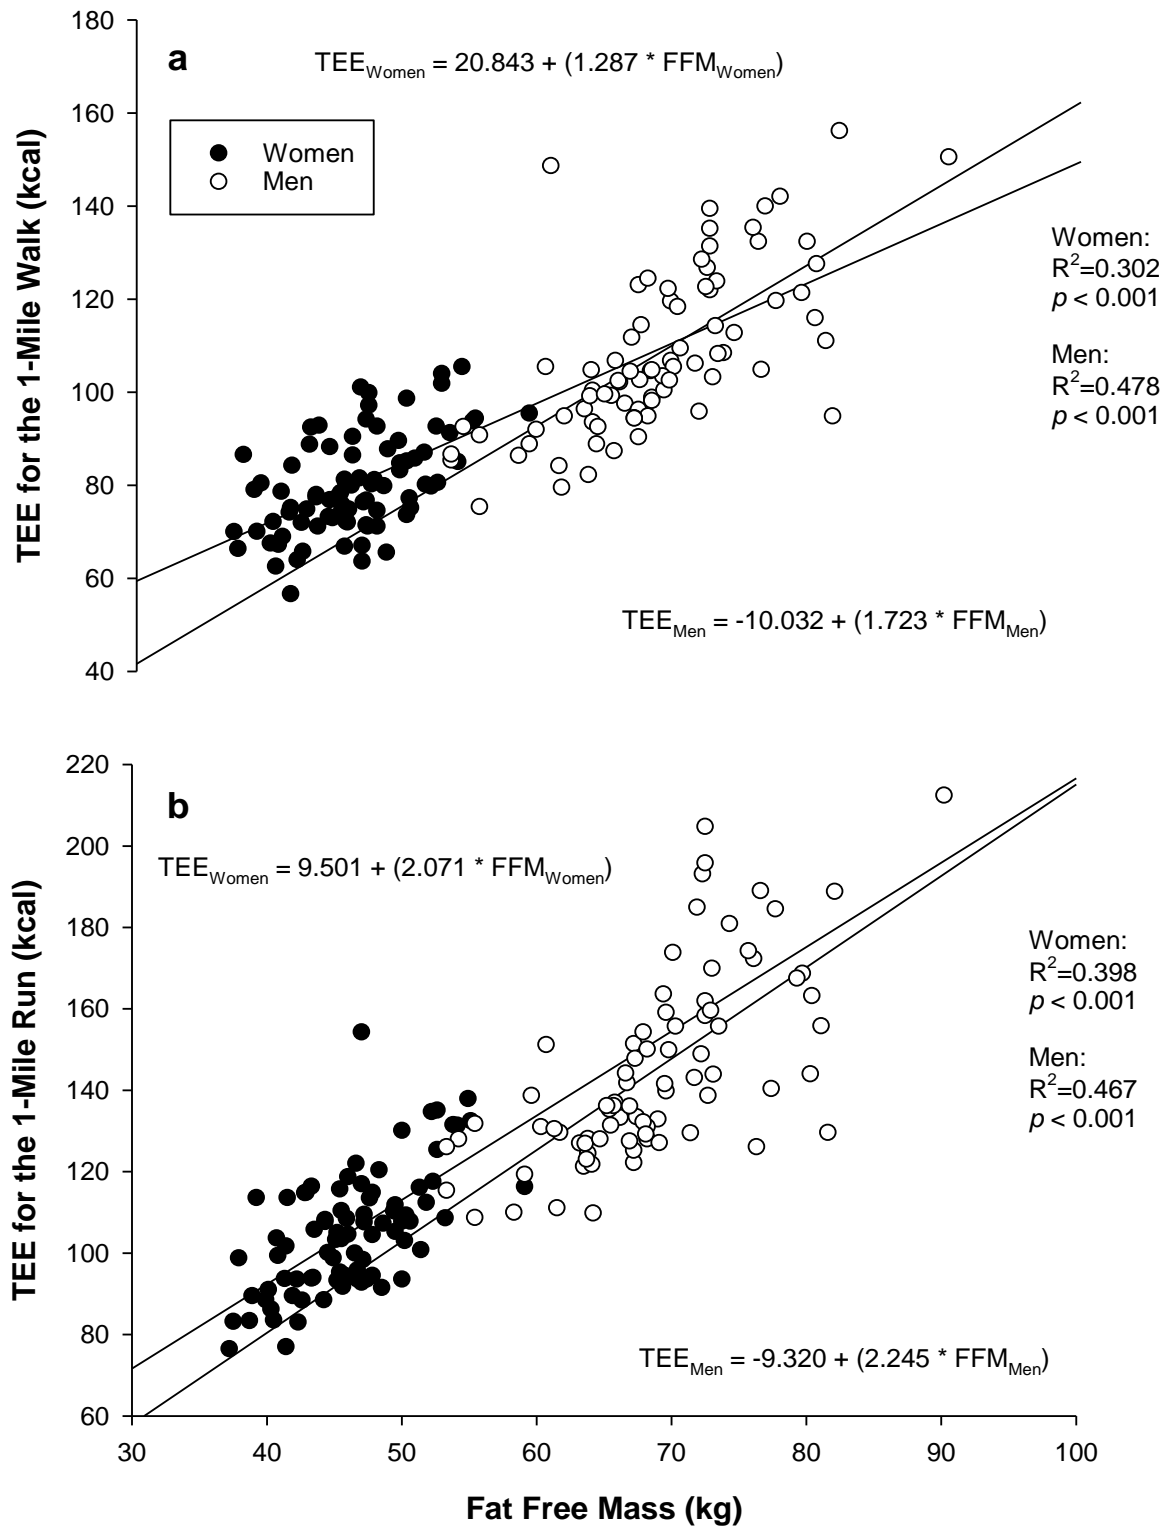 180
a
TEE_Women = 20.843 + (1.287 * FFM_Women)
160
Women
Men
140
Women:
R²=0.302
p < 0.001
Men:
R²=0.478
p < 0.001
120
100
80
60
TEE_Men = -10.032 + (1.723 * FFM_Men)
40
TEE for the 1-Mile Walk (kcal)
220
b
200
TEE_Women = 9.501 + (2.071 * FFM_Women)
180
Women:
R²=0.398
p < 0.001
Men:
R²=0.467
p < 0.001
160
140
120
100
80
TEE_Men = -9.320 + (2.245 * FFM_Men)
60
TEE for the 1-Mile Run (kcal)
30 40 50 60 70 80 90 100
Fat Free Mass (kg)